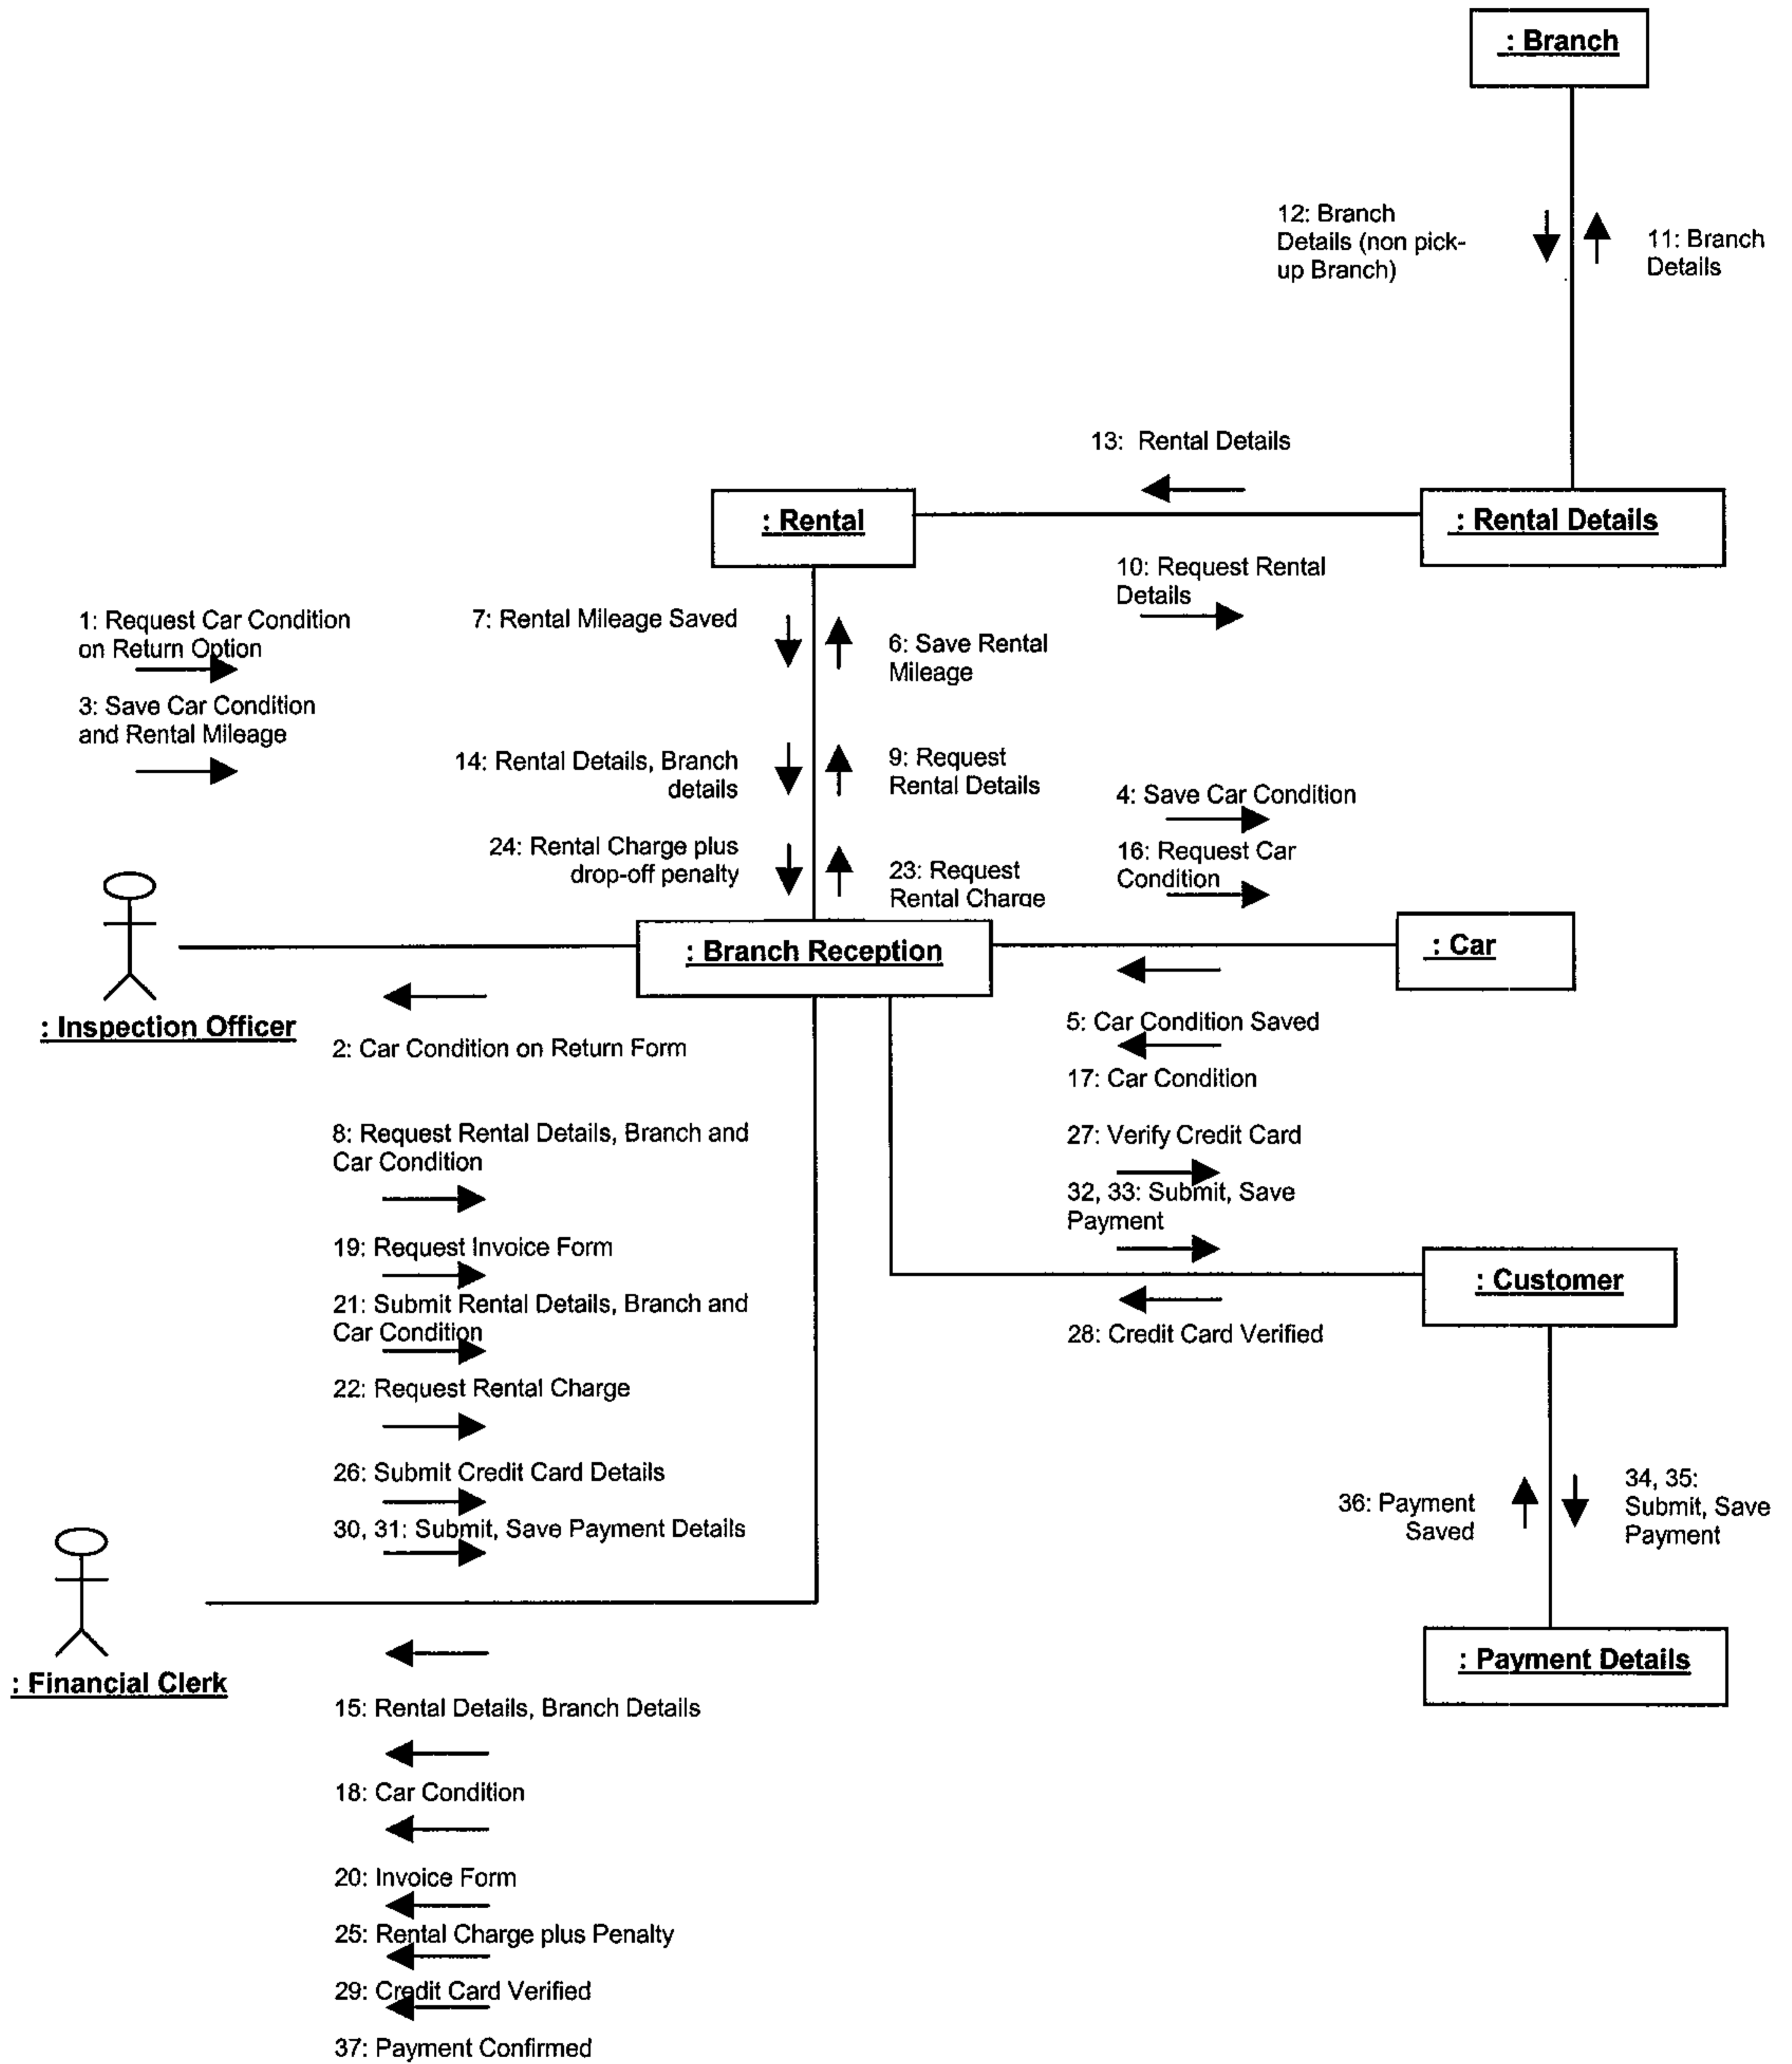 : Branch
12: Branch
Details (non pick-
up Branch)
11: Branch
Details
13: Rental Details
: Rental
: Rental Details
10: Request Rental
Details
1: Request Car Condition
on Return Option
3: Save Car Condition
and Rental Mileage
7: Rental Mileage Saved
6: Save Rental
Mileage
14: Rental Details, Branch
details
9: Request
Rental Details
24: Rental Charge plus
drop-off penalty
23: Request
Rental Charge
4: Save Car Condition
16: Request Car
Condition
: Branch Reception
: Car
: Inspection Officer
2: Car Condition on Return Form
5: Car Condition Saved
17: Car Condition
8: Request Rental Details, Branch and
Car Condition
27: Verify Credit Card
32, 33: Submit, Save
Payment
19: Request Invoice Form
21: Submit Rental Details, Branch and
Car Condition
: Customer
28: Credit Card Verified
22: Request Rental Charge
26: Submit Credit Card Details
30, 31: Submit, Save Payment Details
36: Payment
Saved
34, 35:
Submit, Save
Payment
: Financial Clerk
: Payment Details
15: Rental Details, Branch Details
18: Car Condition
20: Invoice Form
25: Rental Charge plus Penalty
29: Credit Card Verified
37: Payment Confirmed